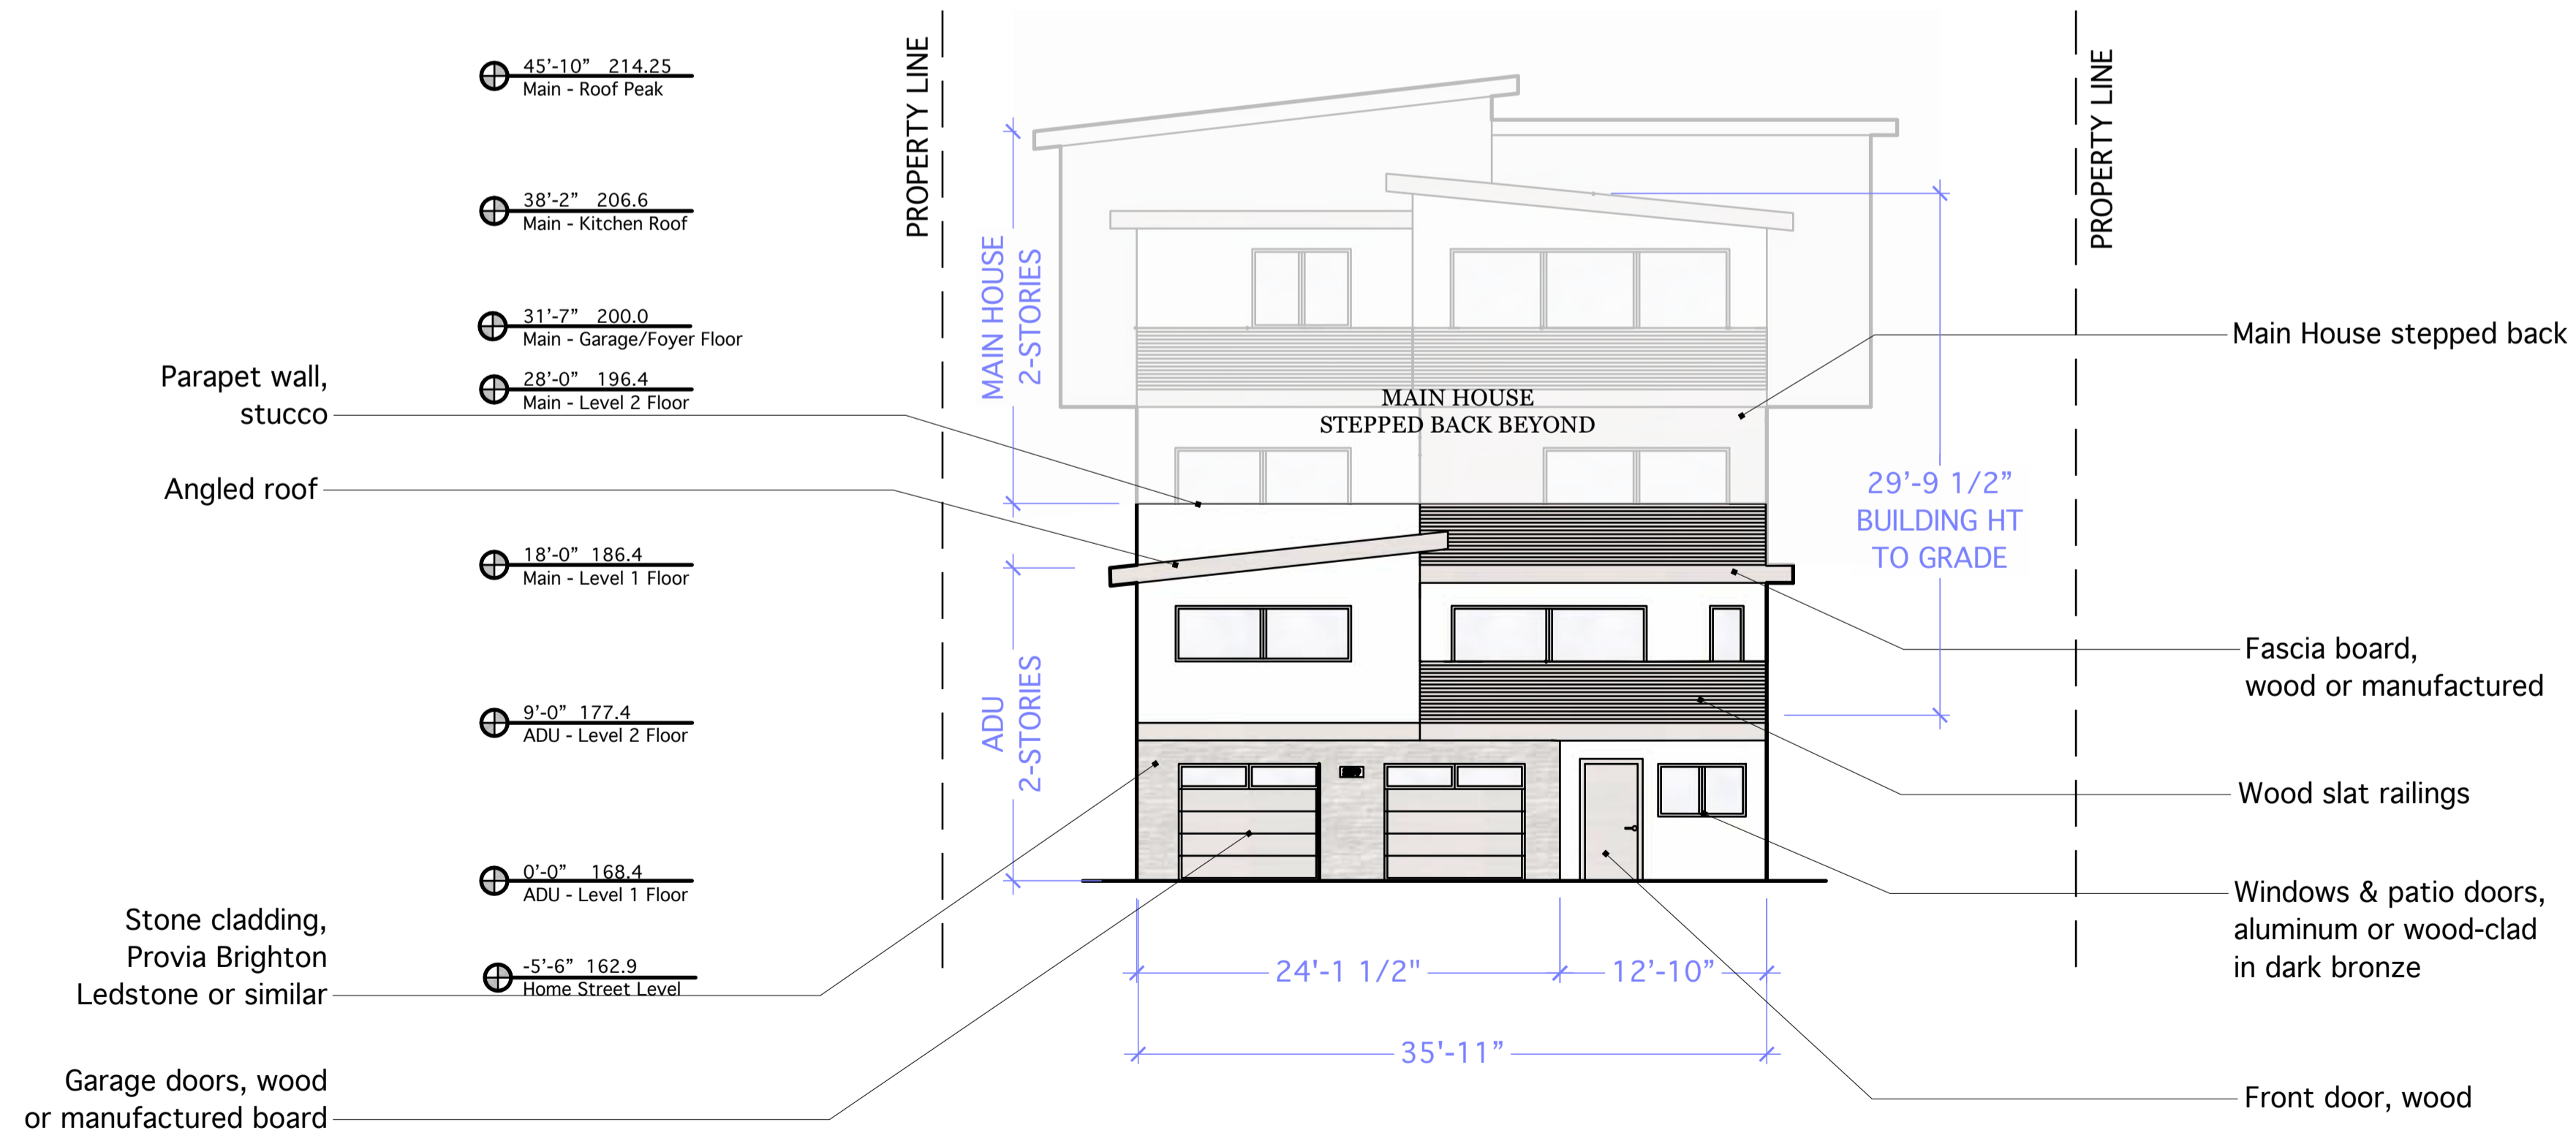 45'-10” 214.25
Main - Roof Peak
38'-2” 206.6
Main - Kitchen Roof
31'-7” 200.0
Main - Garage/Foyer Floor
28'-0” 196.4
Main - Level 2 Floor
18'-0” 186.4
Main - Level 1 Floor
9'-0” 177.4
ADU - Level 2 Floor
0'-0” 168.4
ADU - Level 1 Floor
-5'-6” 162.9
Home Street Level
Parapet wall,
stucco
Angled roof
Stone cladding,
Provia Brighton
Ledstone or similar
Garage doors, wood
or manufactured board
PROPERTY LINE
MAIN HOUSE
2-STORIES
ADU
2-STORIES
MAIN HOUSE
STEPPED BACK BEYOND
29'-9 1/2”
BUILDING HT
TO GRADE
24'-1 1/2"
12’-10”
35'-11”
PROPERTY LINE
Main House stepped back
Fascia board,
wood or manufactured
Wood slat railings
Windows & patio doors,
aluminum or wood-clad
in dark bronze
Front door, wood